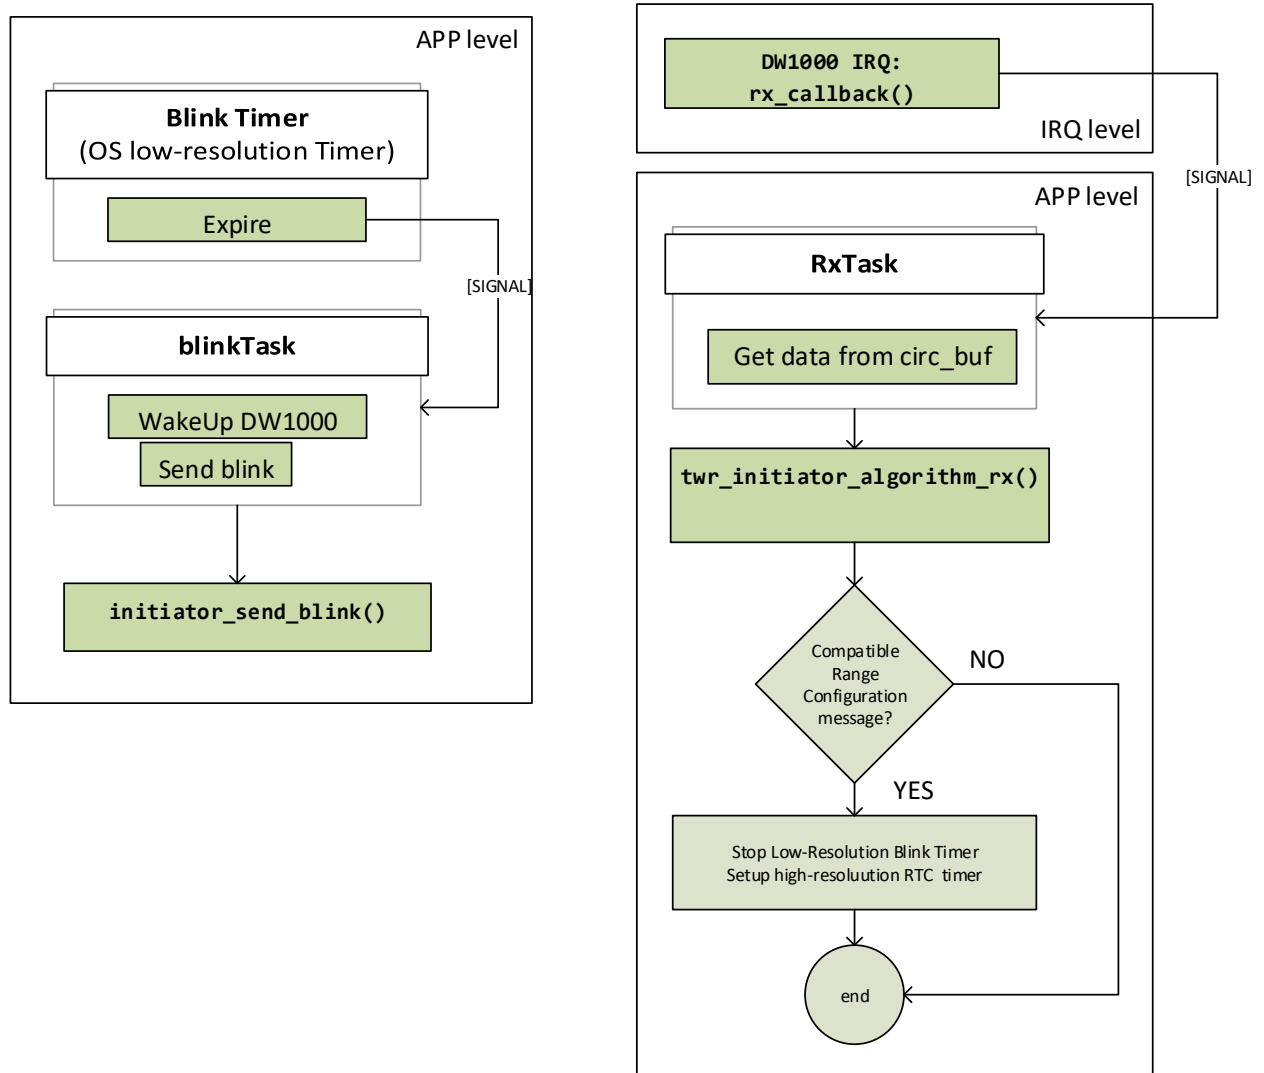 APP level
Blink Timer
(OS low-resolution Timer)
Expire
[SIGNAL]
blinkTask
WakeUp DW1000
Send blink
initiator_send_blink()
DW1000 IRQ:
rx_callback()
IRQ level
[SIGNAL]
APP level
RxTask
Get data from circ_buf
twr_initiator_algorithm_rx()
Compatible
Range
Configuration
message?
NO
YES
Stop Low-Resolution Blink Timer
Setup high-resoluution RTC timer
end